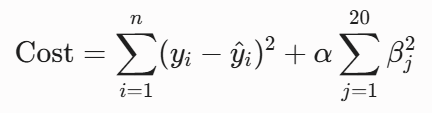 Cost = \sum_{i=1}^{n} (y_i - \hat{y}_i)^2 + \alpha \sum_{j=1}^{20} \beta_j^2